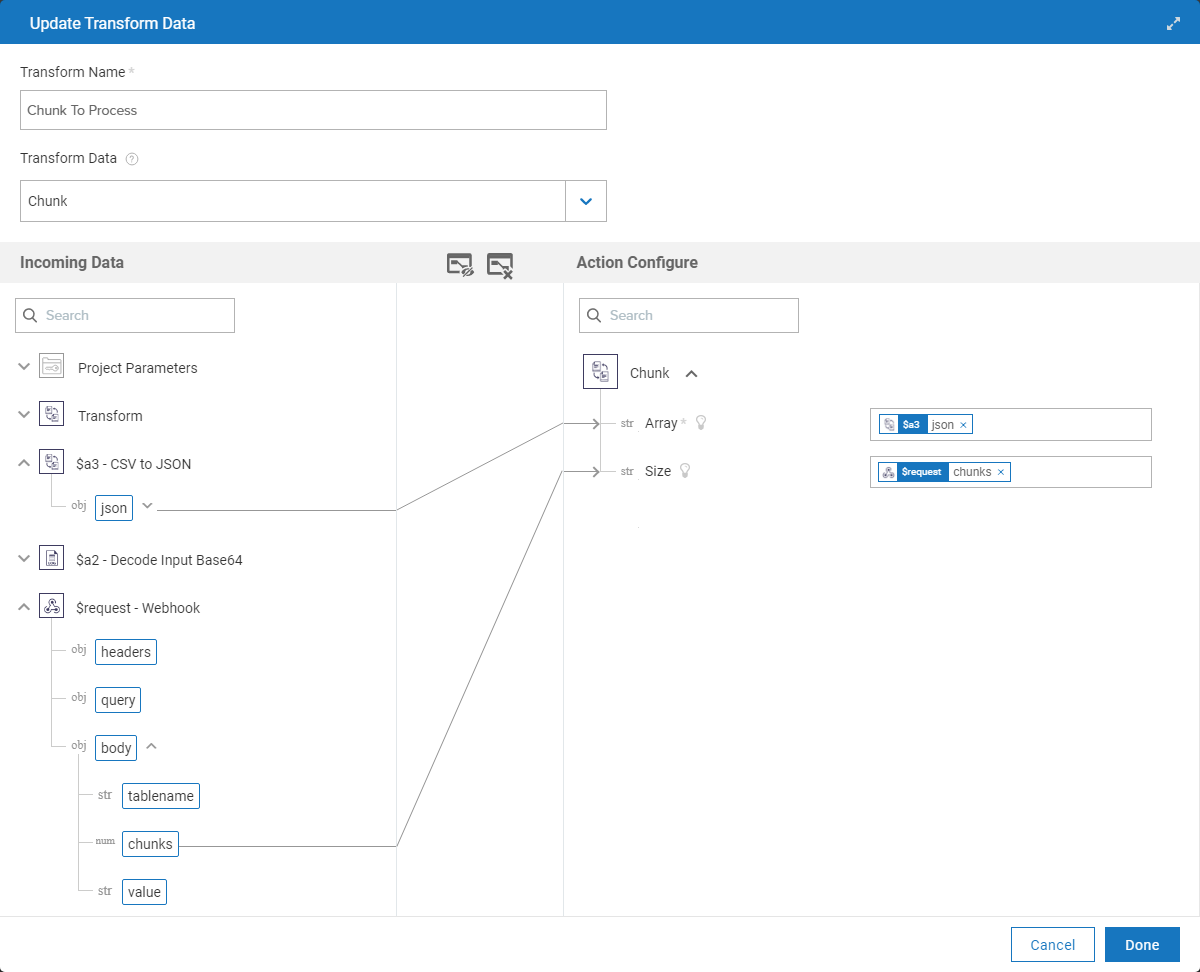 Update Transform Data
Transform Name *
Chunk To Process
Transform Data ?
Chunk
Incoming Data
Action Configure
Search
Search
Project Parameters
Transform
$a3 - CSV to JSON
obj json
$a2 - Decode Input Base64
$request - Webhook
obj headers
obj query
obj body
str tablename
num chunks
str value
Chunk
str Array * $a3 json ×
str Size $request chunks ×
Cancel Done